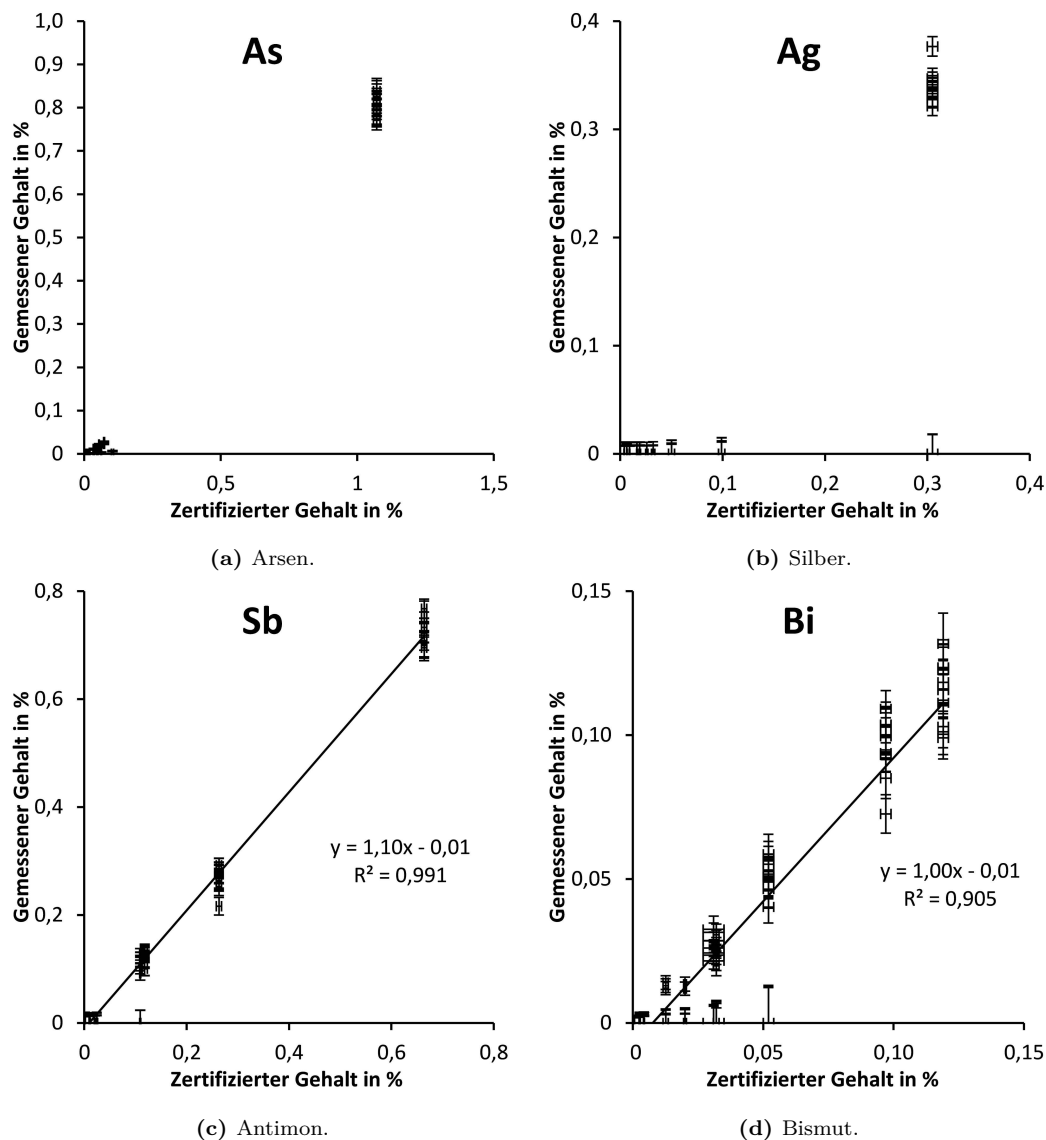 As
Gemessener Gehalt in %
1,0
0,9
0,8
0,7
0,6
0,5
0,4
0,3
0,2
0,1
0
0 0,5 1 1,5
Zertifizierter Gehalt in %
(a) Arsen.
Ag
Gemessener Gehalt in %
0,4
0,3
0,2
0,1
0
0 0,1 0,2 0,3 0,4
Zertifizierter Gehalt in %
(b) Silber.
Sb
Gemessener Gehalt in %
0,8
0,6
0,4
0,2
0
y = 1,10x - 0,01
R² = 0,991
0 0,2 0,4 0,6 0,8
Zertifizierter Gehalt in %
(c) Antimon.
Bi
Gemessener Gehalt in %
0,15
0,10
0,05
0
y = 1,00x - 0,01
R² = 0,905
0 0,05 0,10 0,15
Zertifizierter Gehalt in %
(d) Bismut.